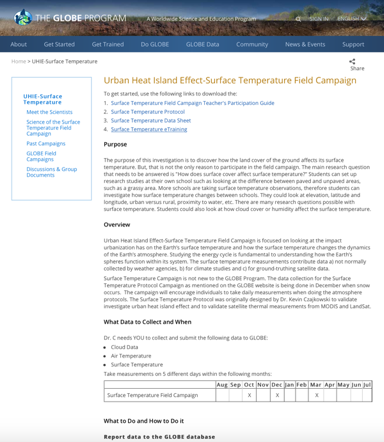 THE GLOBE PROGRAM
A Worldwide Science and Education Program
SIGN IN
ENGLISH
About Get Started Get Trained Do GLOBE GLOBE Data Community News & Events Support
Home > UHIE-Surface Temperature
Share
UHIE-Surface
Temperature
Meet the Scientists
Science of the Surface
Temperature Field
Campaign
Past Campaigns
GLOBE Field
Campaigns
Discussions & Group
Documents
Urban Heat Island Effect-Surface Temperature Field Campaign
To get started, use the following links to download the:
1. Surface Temperature Field Campaign Teacher's Participation Guide
2. Surface Temperature Protocol
3. Surface Temperature Data Sheet
4. Surface Temperature eTraining
Purpose
The purpose of this investigation is to discover how the land cover of the ground affects its surface
temperature. But, that is not the only reason to participate in the field campaign. The main research question
that needs to be answered is "How does surface cover affect surface temperature?" Students can set up
research studies at their own school such as looking at the difference between paved and unpaved areas,
such as a grassy area. More schools are taking surface temperature observations, therefore students can
investigate how surface temperature changes between schools. They could look at elevation, latitude and
longitude, urban versus rural, proximity to water, etc. There are many research questions possible with
surface temperature. Students could also look at how cloud cover or humidity affect the surface temperature.
Overview
Urban Heat Island Effect-Surface Temperature Field Campaign is focused on looking at the impact
urbanization has on the Earth's surface temperature and how the surface temperature changes the dynamics
of the Earth's atmosphere. Studying the energy cycle is fundamental to understanding how the Earth's
spheres function within its system. The surface temperature measurements contribute data a) not normally
collected by weather agencies, b) for climate studies and c) for ground-truthing satellite data.
Surface Temperature Campaign is not new to the GLOBE Program. The data collection for the Surface
Temperature Protocol Campaign as mentioned on the GLOBE website is being done in December when snow
occurs. The campaign will encourage individuals to take daily measurements when doing the atmosphere
protocols. The Surface Temperature Protocol was originally designed by Dr. Kevin Czajkowski to validate
investigate urban heat island effect and to validate satellite thermal measurements from MODIS and LandSat.
What Data to Collect and When
Dr. C needs YOU to collect and submit the following data to GLOBE:
Cloud Data
Air Temperature
Surface Temperature
Take measurements on 5 different days within the following months:
Aug Sep Oct Nov Dec Jan Feb Mar Apr May Jun Jul
Surface Temperature Field Campaign X X X
What to Do and How to Do it
Report data to the GLOBE database